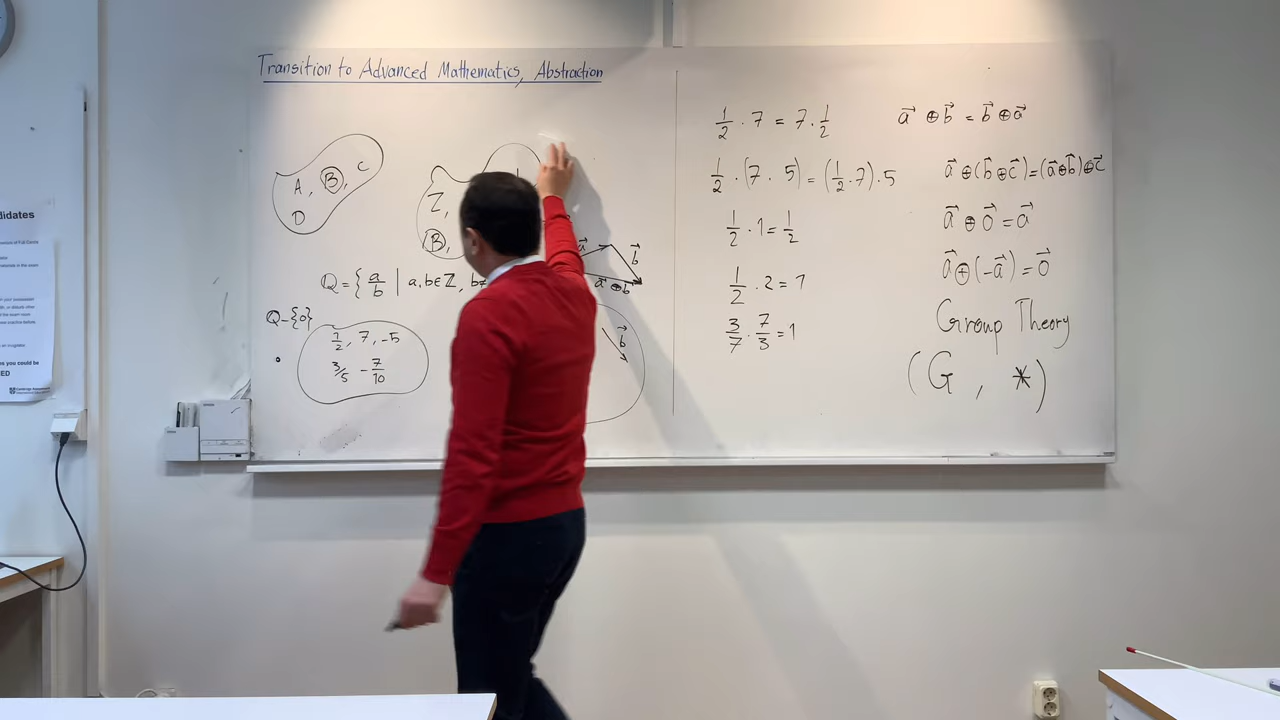 Transition to Advanced Mathematics, Abstraction
A, B, C
D
Z,
B,
a⃗ b⃗
a⃗ ⊕ b⃗
Q = { a/b | a, b ∈ Z, b≠
Q-{0}
1/2, 7, -5
3/5 -7/10
b⃗
1/2 · 7 = 7 · 1/2
1/2 · (7 · 5) = (1/2 · 7) · 5
1/2 · 1 = 1/2
1/2 · 2 = 1
3/7 · 7/3 = 1
a⃗ ⊕ b⃗ = b⃗ ⊕ a⃗
a⃗ ⊕ (b⃗ ⊕ c⃗) = (a⃗ ⊕ b⃗) ⊕ c⃗
a⃗ ⊕ 0⃗ = a⃗
a⃗ ⊕ (-a⃗) = 0⃗
Group Theory
(G , *)
didates
ED